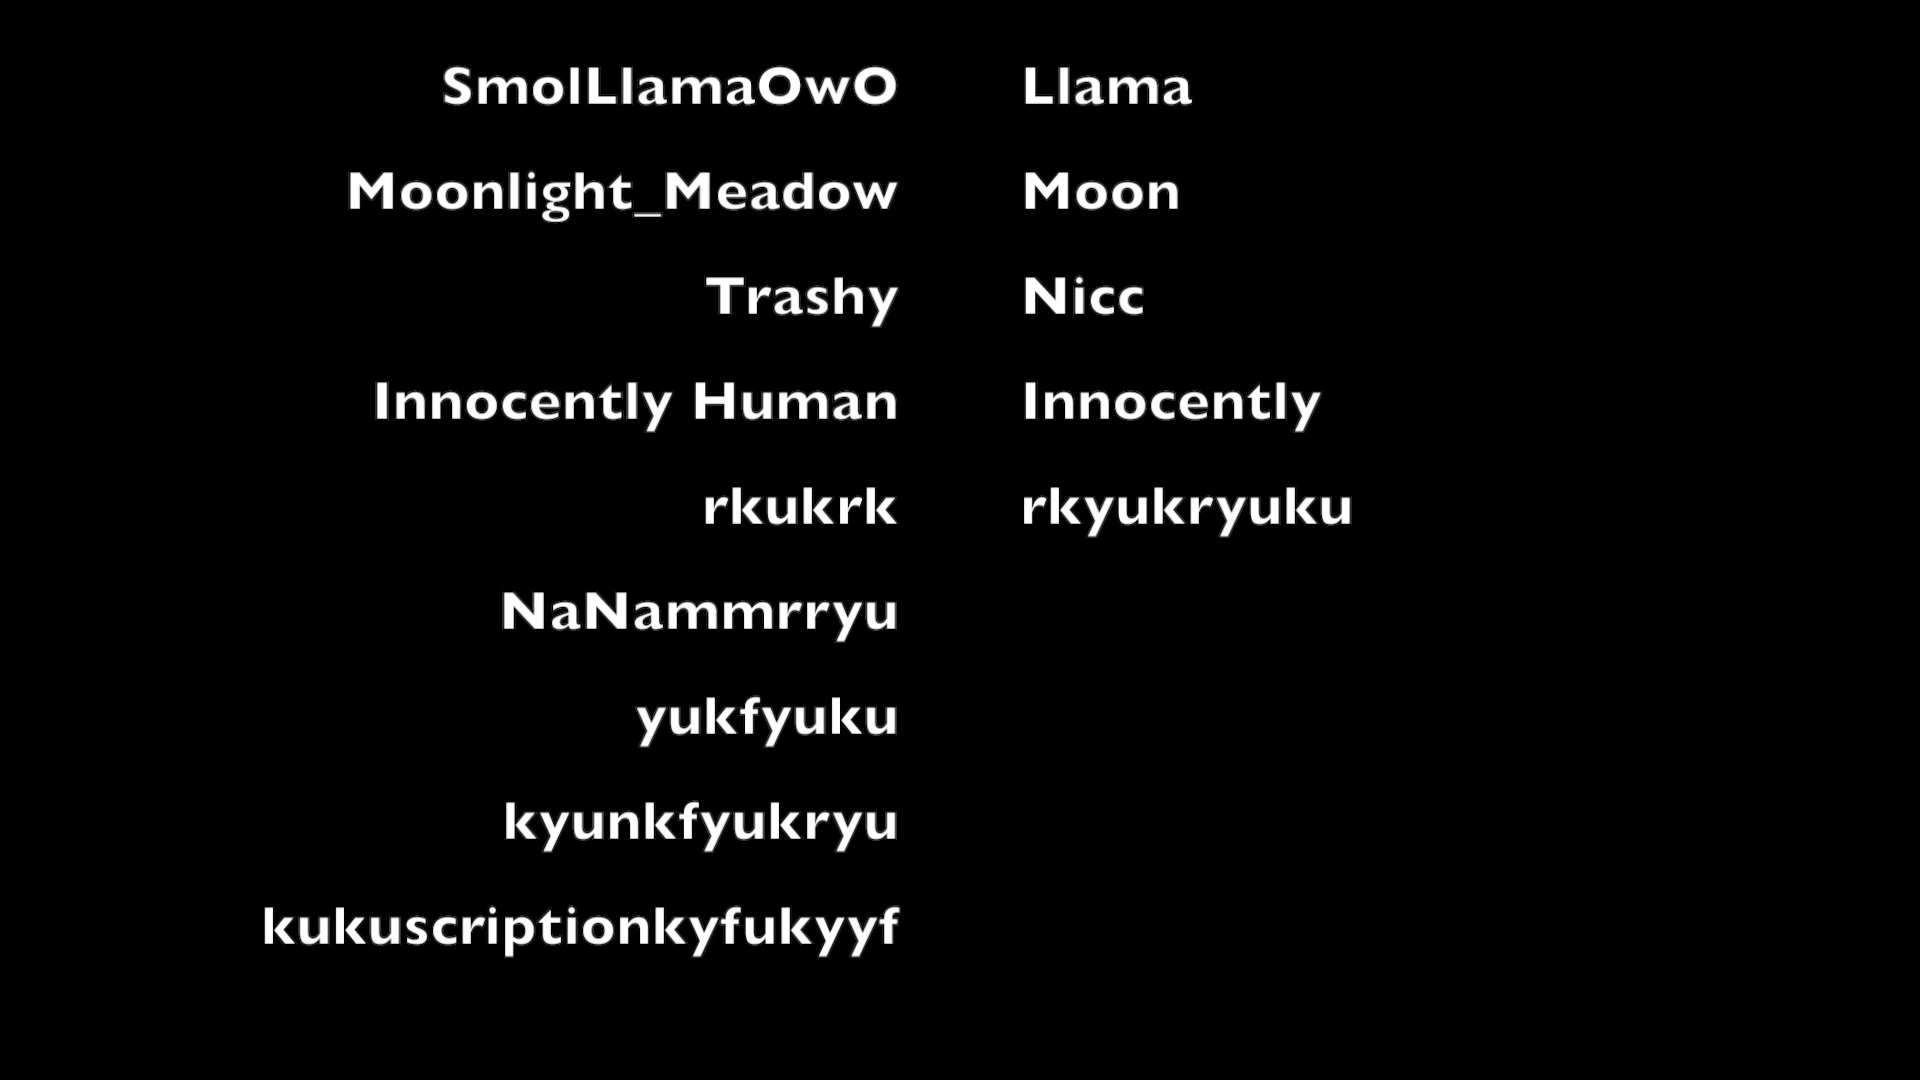 SmolLlamaOwO Llama
Moonlight_Meadow Moon
Trashy Nicc
Innocently Human Innocently
rkukrk rkyukryuku
NaNammrryu
yukfyuku
kyunkfyukryu
kukuscriptionkyfukyyf